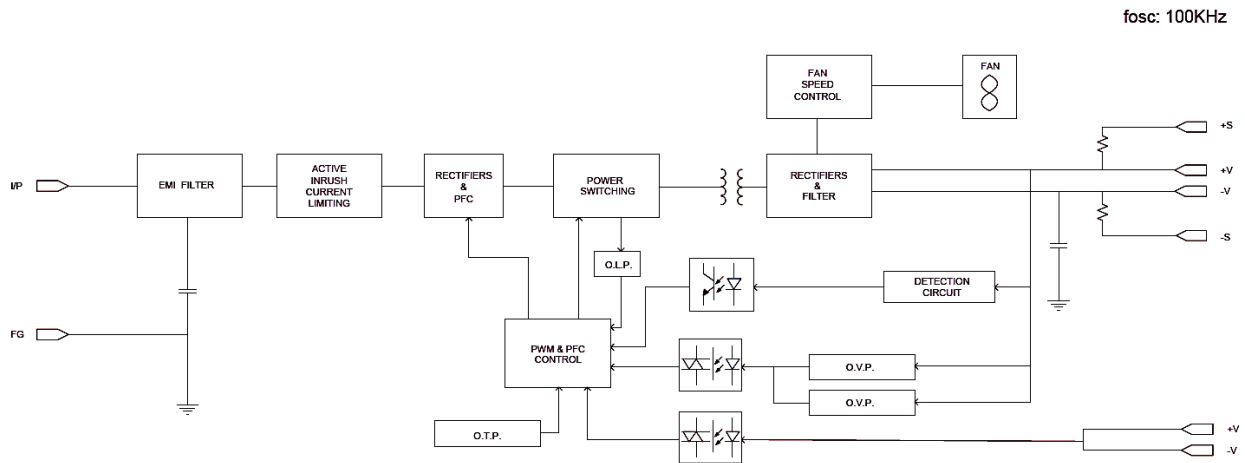 fosc: 100KHz
FAN
SPEED
CONTROL
FAN
+S
I/P
EMI FILTER
ACTIVE
INRUSH
CURRENT
LIMITING
RECTIFIERS
&
PFC
POWER
SWITCHING
RECTIFIERS
&
FILTER
+V
-V
-S
O.L.P.
DETECTION
CIRCUIT
FG
PWM & PFC
CONTROL
O.V.P.
O.V.P.
O.T.P.
+V
-V